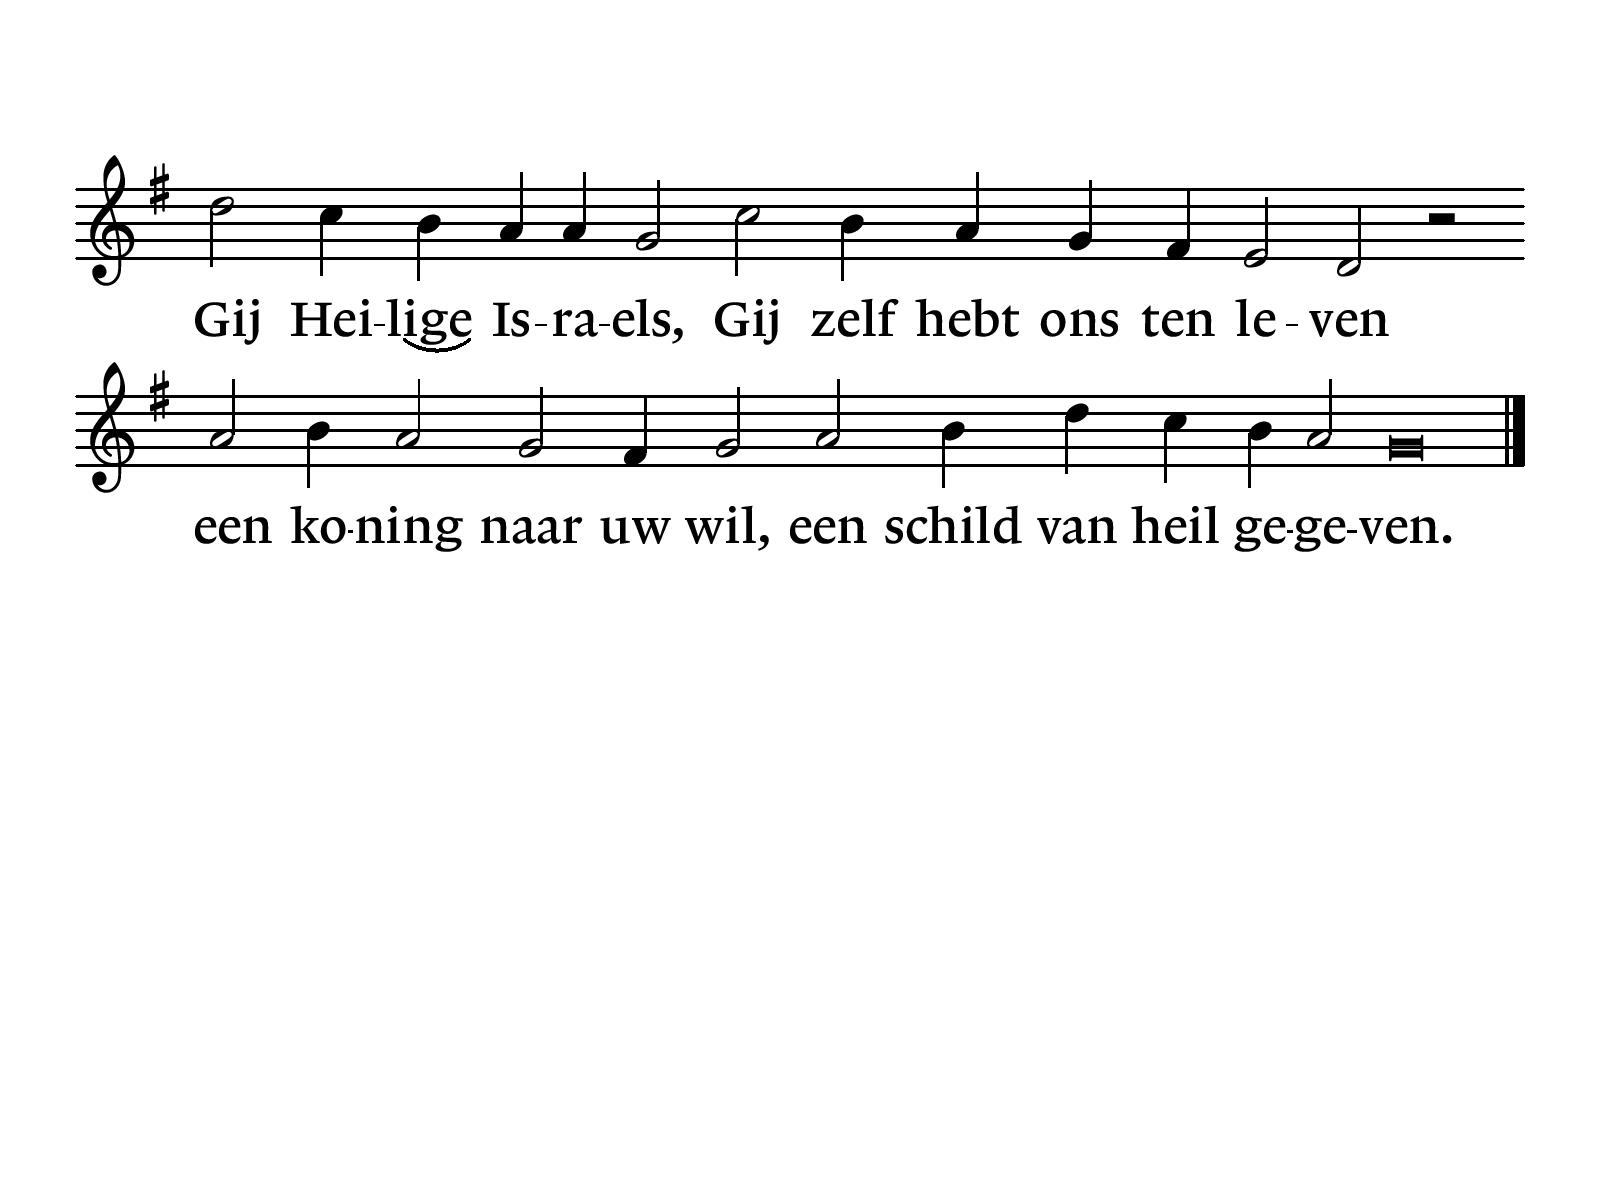 Gij Hei-lige Is-ra-els, Gij zelf hebt ons ten le-ven
een ko-ning naar uw wil, een schild van heil ge-ge-ven.